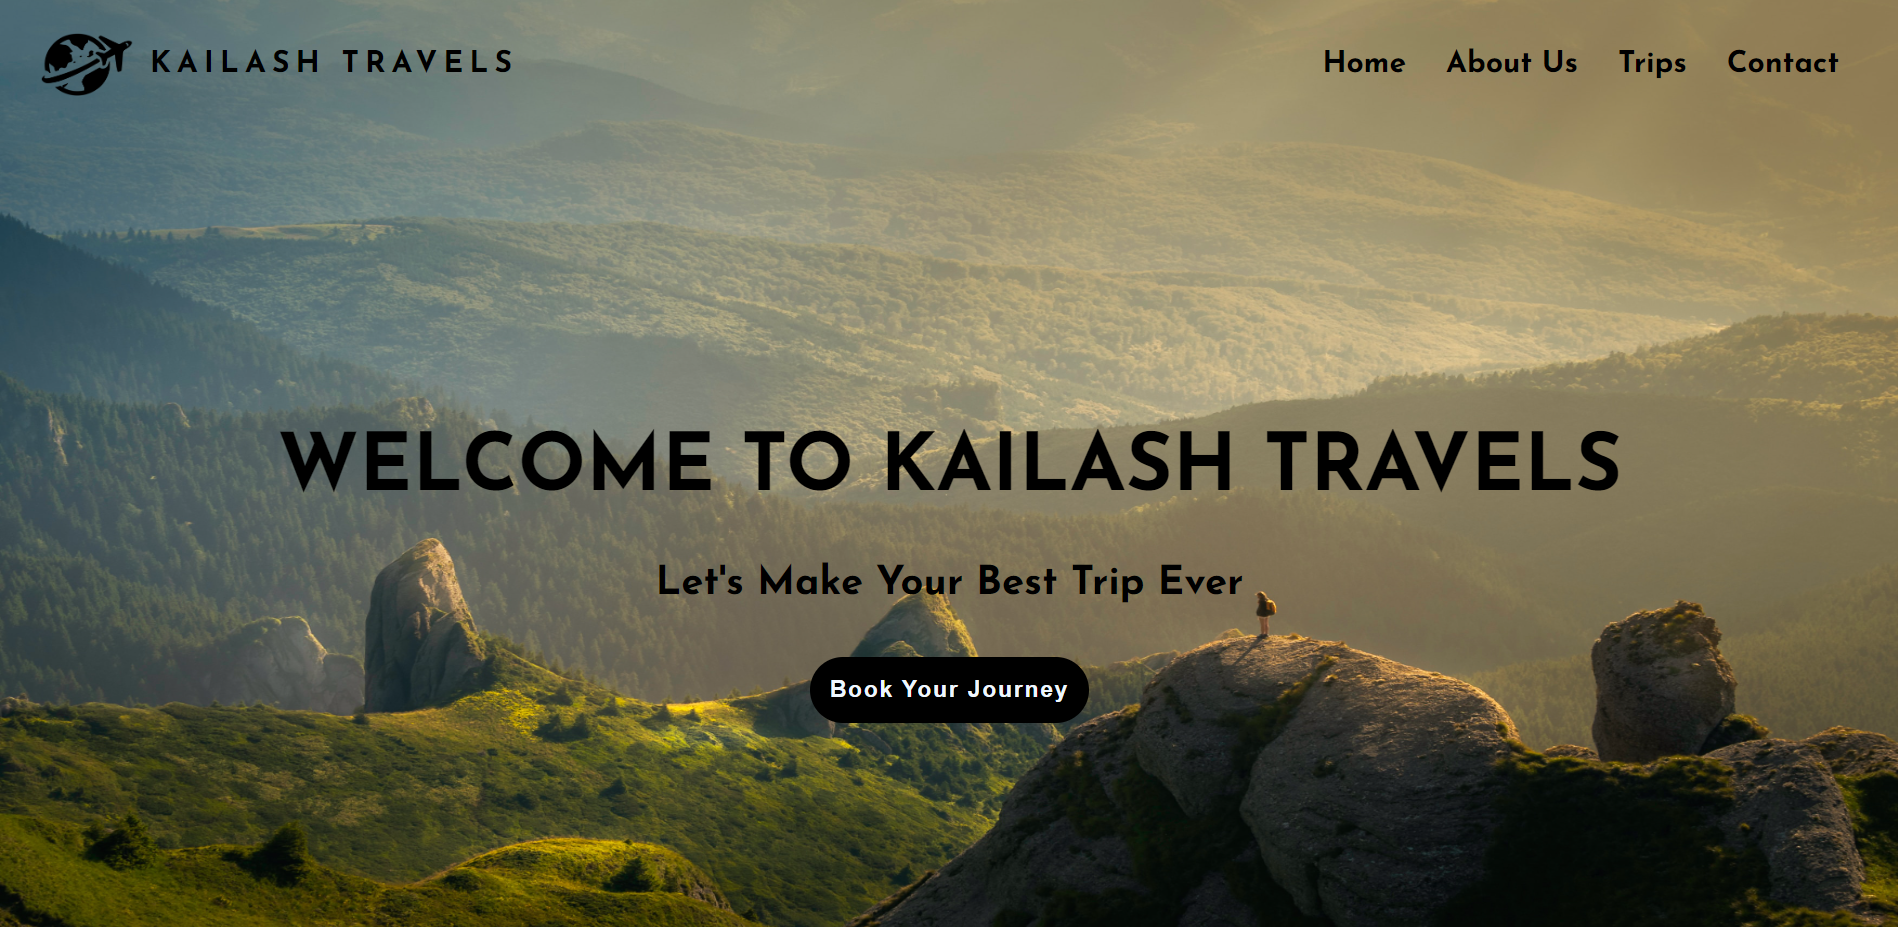 KAILASH TRAVELS
Home About Us Trips Contact
WELCOME TO KAILASH TRAVELS
Let's Make Your Best Trip Ever
Book Your Journey